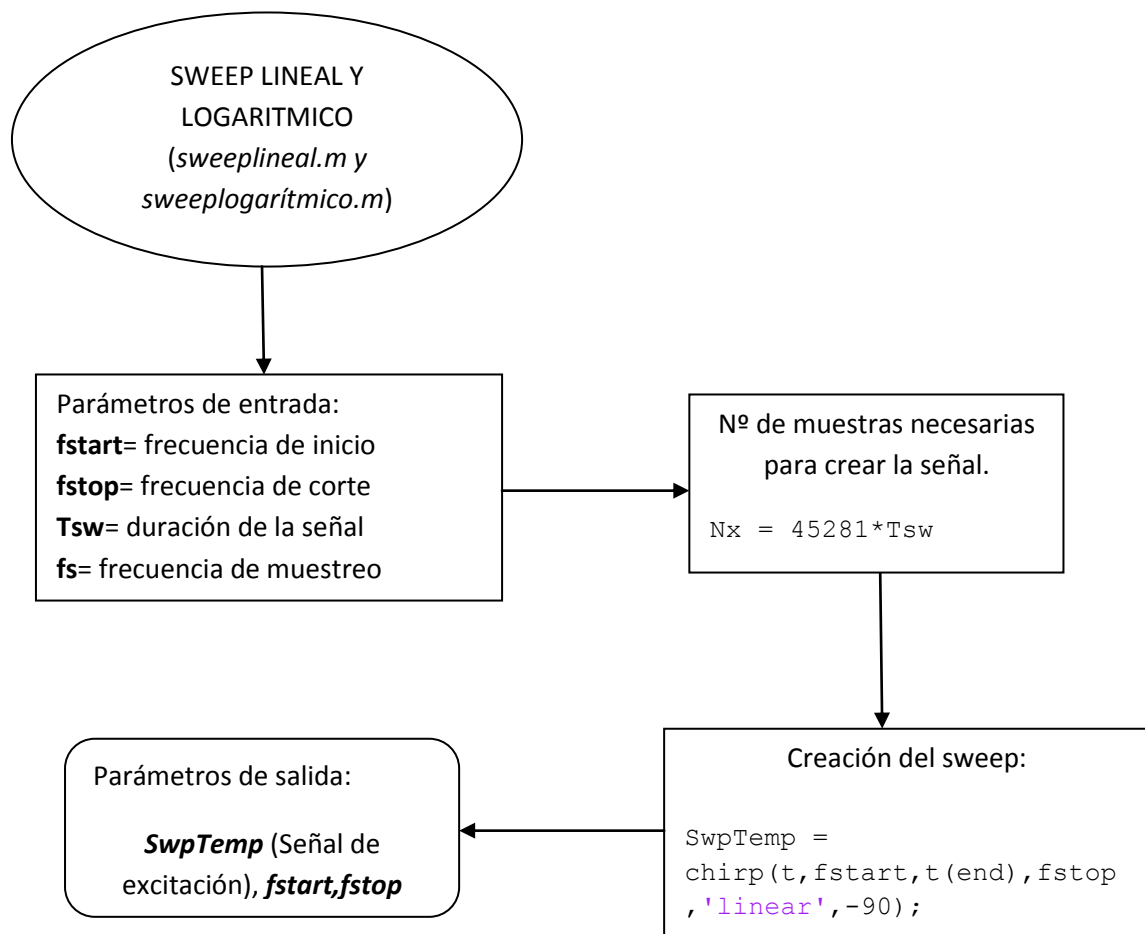 SWEEP LINEAL Y
LOGARITMICO
(sweeplineal.m y
sweeplogarítmico.m)
Parámetros de entrada:
fstart= frecuencia de inicio
fstop= frecuencia de corte
Tsw= duración de la señal
fs= frecuencia de muestreo
Nº de muestras necesarias
para crear la señal.
Nx = 45281*Tsw
Creación del sweep:
SwpTemp =
chirp(t,fstart,t(end),fstop
,'linear',-90);
Parámetros de salida:
SwpTemp (Señal de
excitación), fstart,fstop